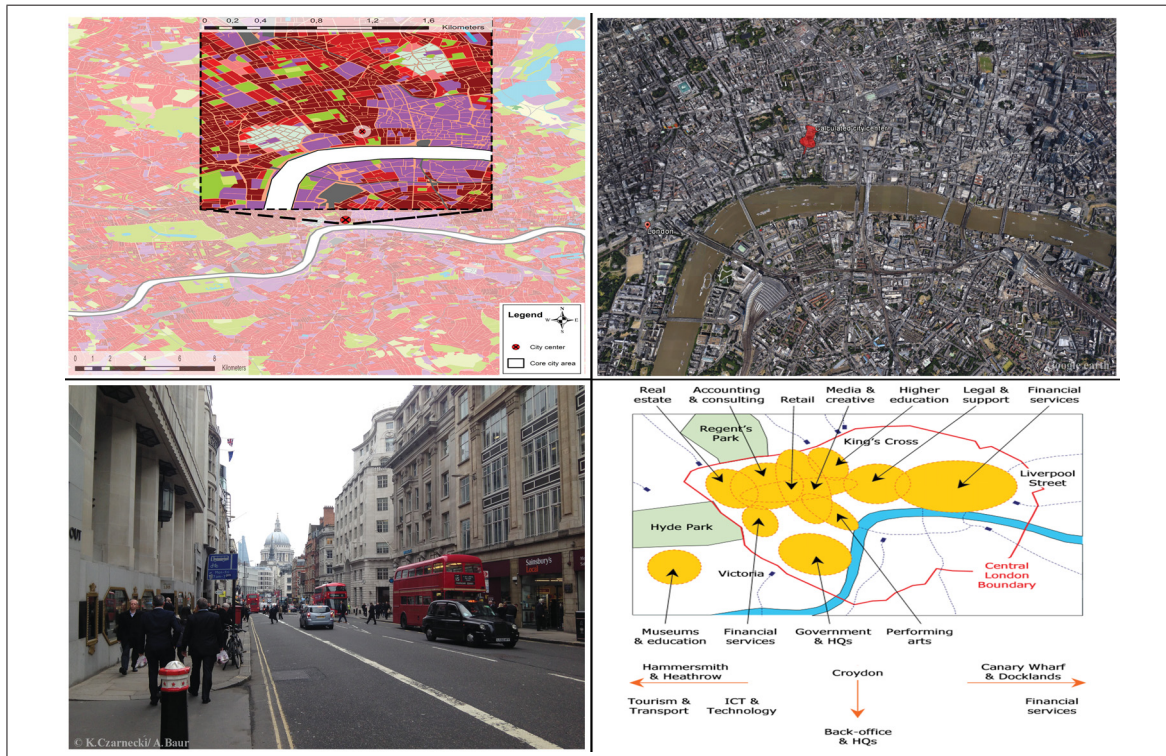 0 0,2 0,4 0,8 1,2 1,6
Kilometers
Legend
N
W E
S
City center
Core city area
0 1 2 4 6 8
Kilometers
Calculated city center
London
Google earth
Sainsbury's
Local
© K.Czarnecki/ A.Baur
Real estate
Accounting & consulting
Retail
Media & creative
Higher education
Legal & support
Financial services
Regent's Park
King's Cross
Liverpool Street
Hyde Park
Victoria
Central London Boundary
Museums & education
Financial services
Government & HQs
Performing arts
Hammersmith & Heathrow
Croydon
Canary Wharf & Docklands
Tourism & Transport
ICT & Technology
Financial services
Back-office & HQs